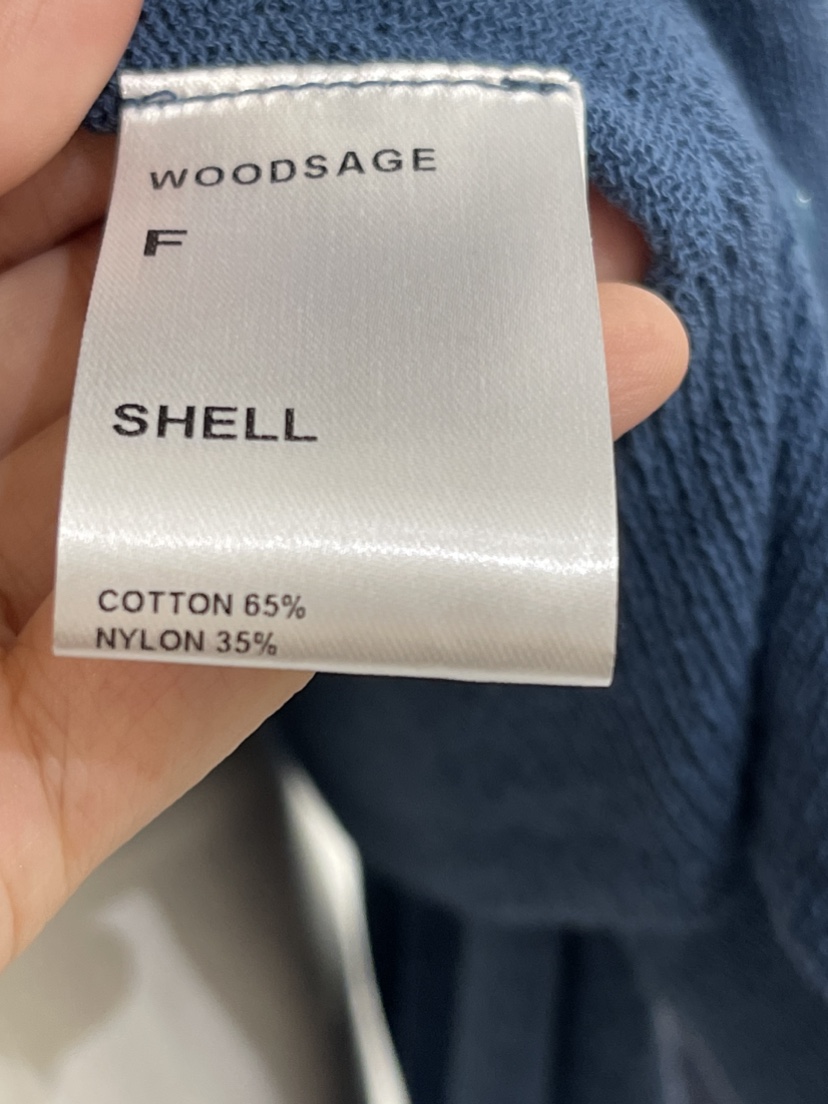 WOODSAGE
F
SHELL
COTTON 65%
NYLON 35%